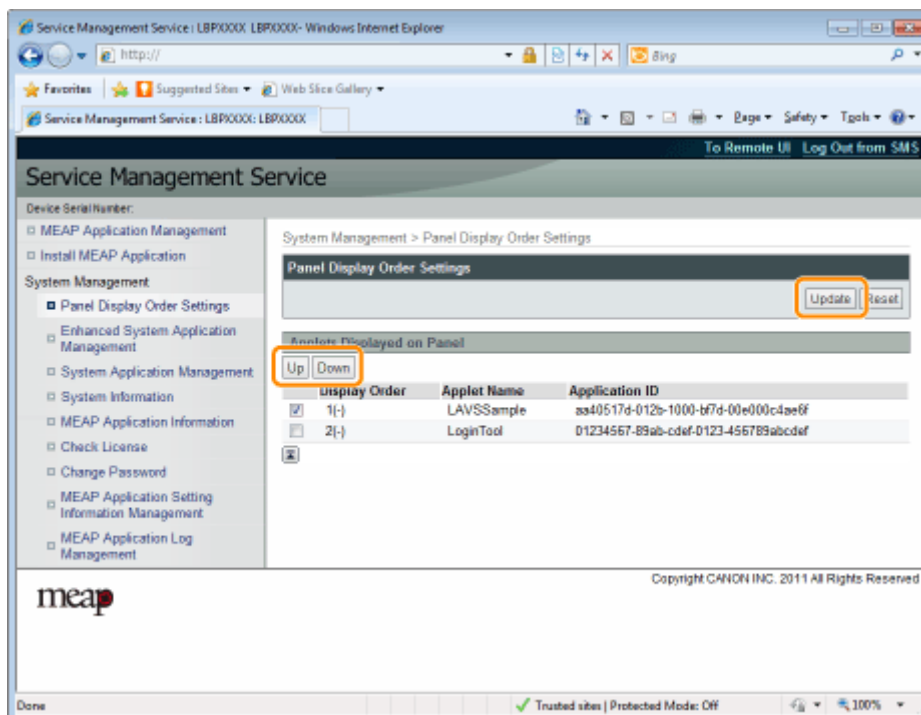 Service Management Service : LBPXXXX: LBPXXXX- Windows Internet Explorer
http://
Bing
Favorites Suggested Sites Web Slice Gallery
Service Management Service : LBPXXXX: LBPXXXX
Page Safety Tools
To Remote UI Log Out from SMS
Service Management Service
Device Serial Number:
MEAP Application Management
Install MEAP Application
System Management
Panel Display Order Settings
Enhanced System Application
Management
System Application Management
System Information
MEAP Application Information
Check License
Change Password
MEAP Application Setting
Information Management
MEAP Application Log
Management
System Management > Panel Display Order Settings
Panel Display Order Settings
Update Reset
Applets Displayed on Panel
Up Down
Display Order Applet Name Application ID
1(-) LAVSSample aa40517d-012b-1000-bf7d-00e000c4ae6f
2(-) LoginTool 01234567-89ab-cdef-0123-456789abcdef
Copyright CANON INC. 2011 All Rights Reserved
meap
Done Trusted sites | Protected Mode: Off 100%